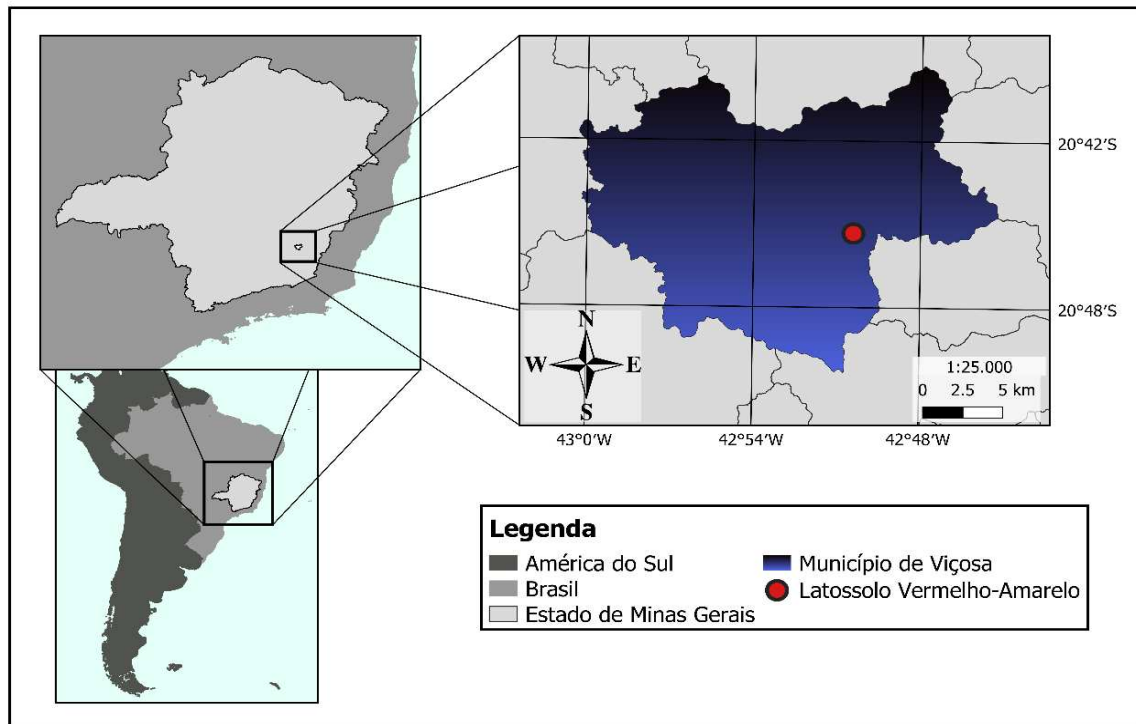 20°42'S
20°48'S
N
W E
S
1:25.000
0 2.5 5 km
43°0'W 42°54'W 42°48'W
Legenda
América do Sul
Brasil
Estado de Minas Gerais
Município de Viçosa
Latossolo Vermelho-Amarelo